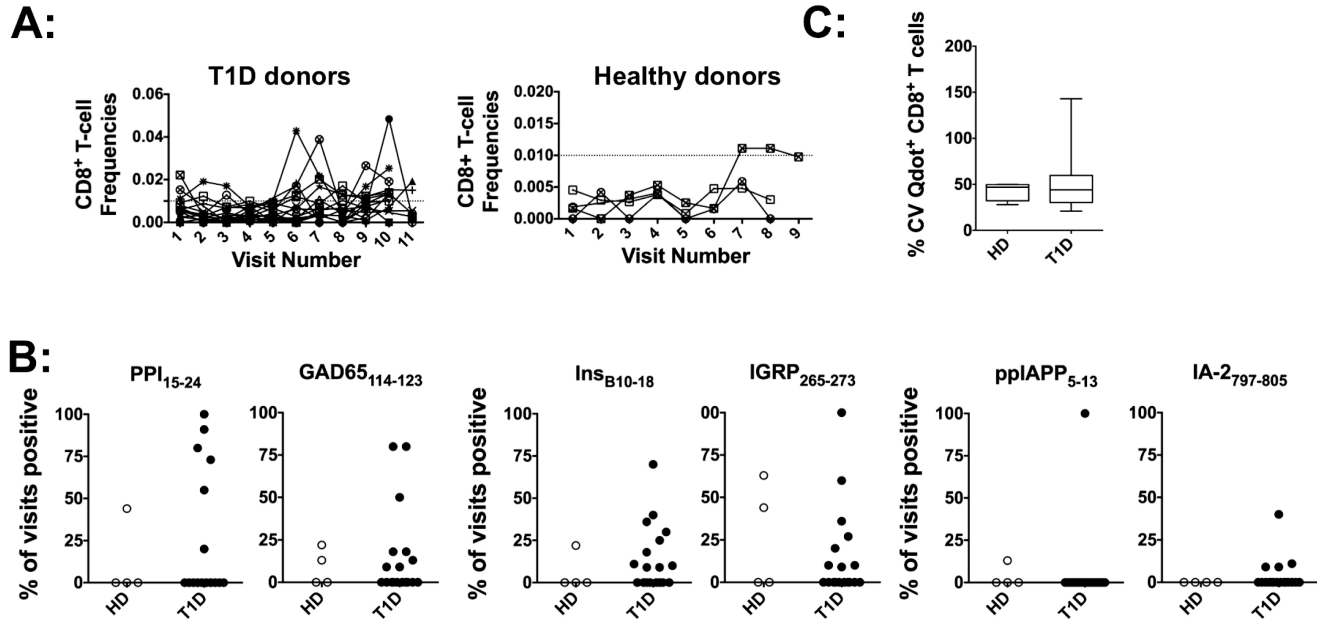 A:
T1D donors
CD8+ T-cell
Frequencies
0.06
0.04
0.02
0.00
1 2 3 4 5 6 7 8 9 10 11
Visit Number
Healthy donors
CD8+ T-cell
Frequencies
0.020
0.015
0.010
0.005
0.000
1 2 3 4 5 6 7 8 9
Visit Number
C:
% CV Qdot+ CD8+ T cells
200
150
100
50
0
HD T1D
B:
% of visits positive
PPI15-24
100
75
50
25
0
HD T1D
GAD65114-123
100
75
50
25
0
HD T1D
% of visits positive
InsB10-18
100
75
50
25
0
HD T1D
IGRP265-273
00
75
50
25
0
HD T1D
% of visits positive
ppIAPP5-13
100
75
50
25
0
HD T1D
IA-2797-805
100
75
50
25
0
HD T1D